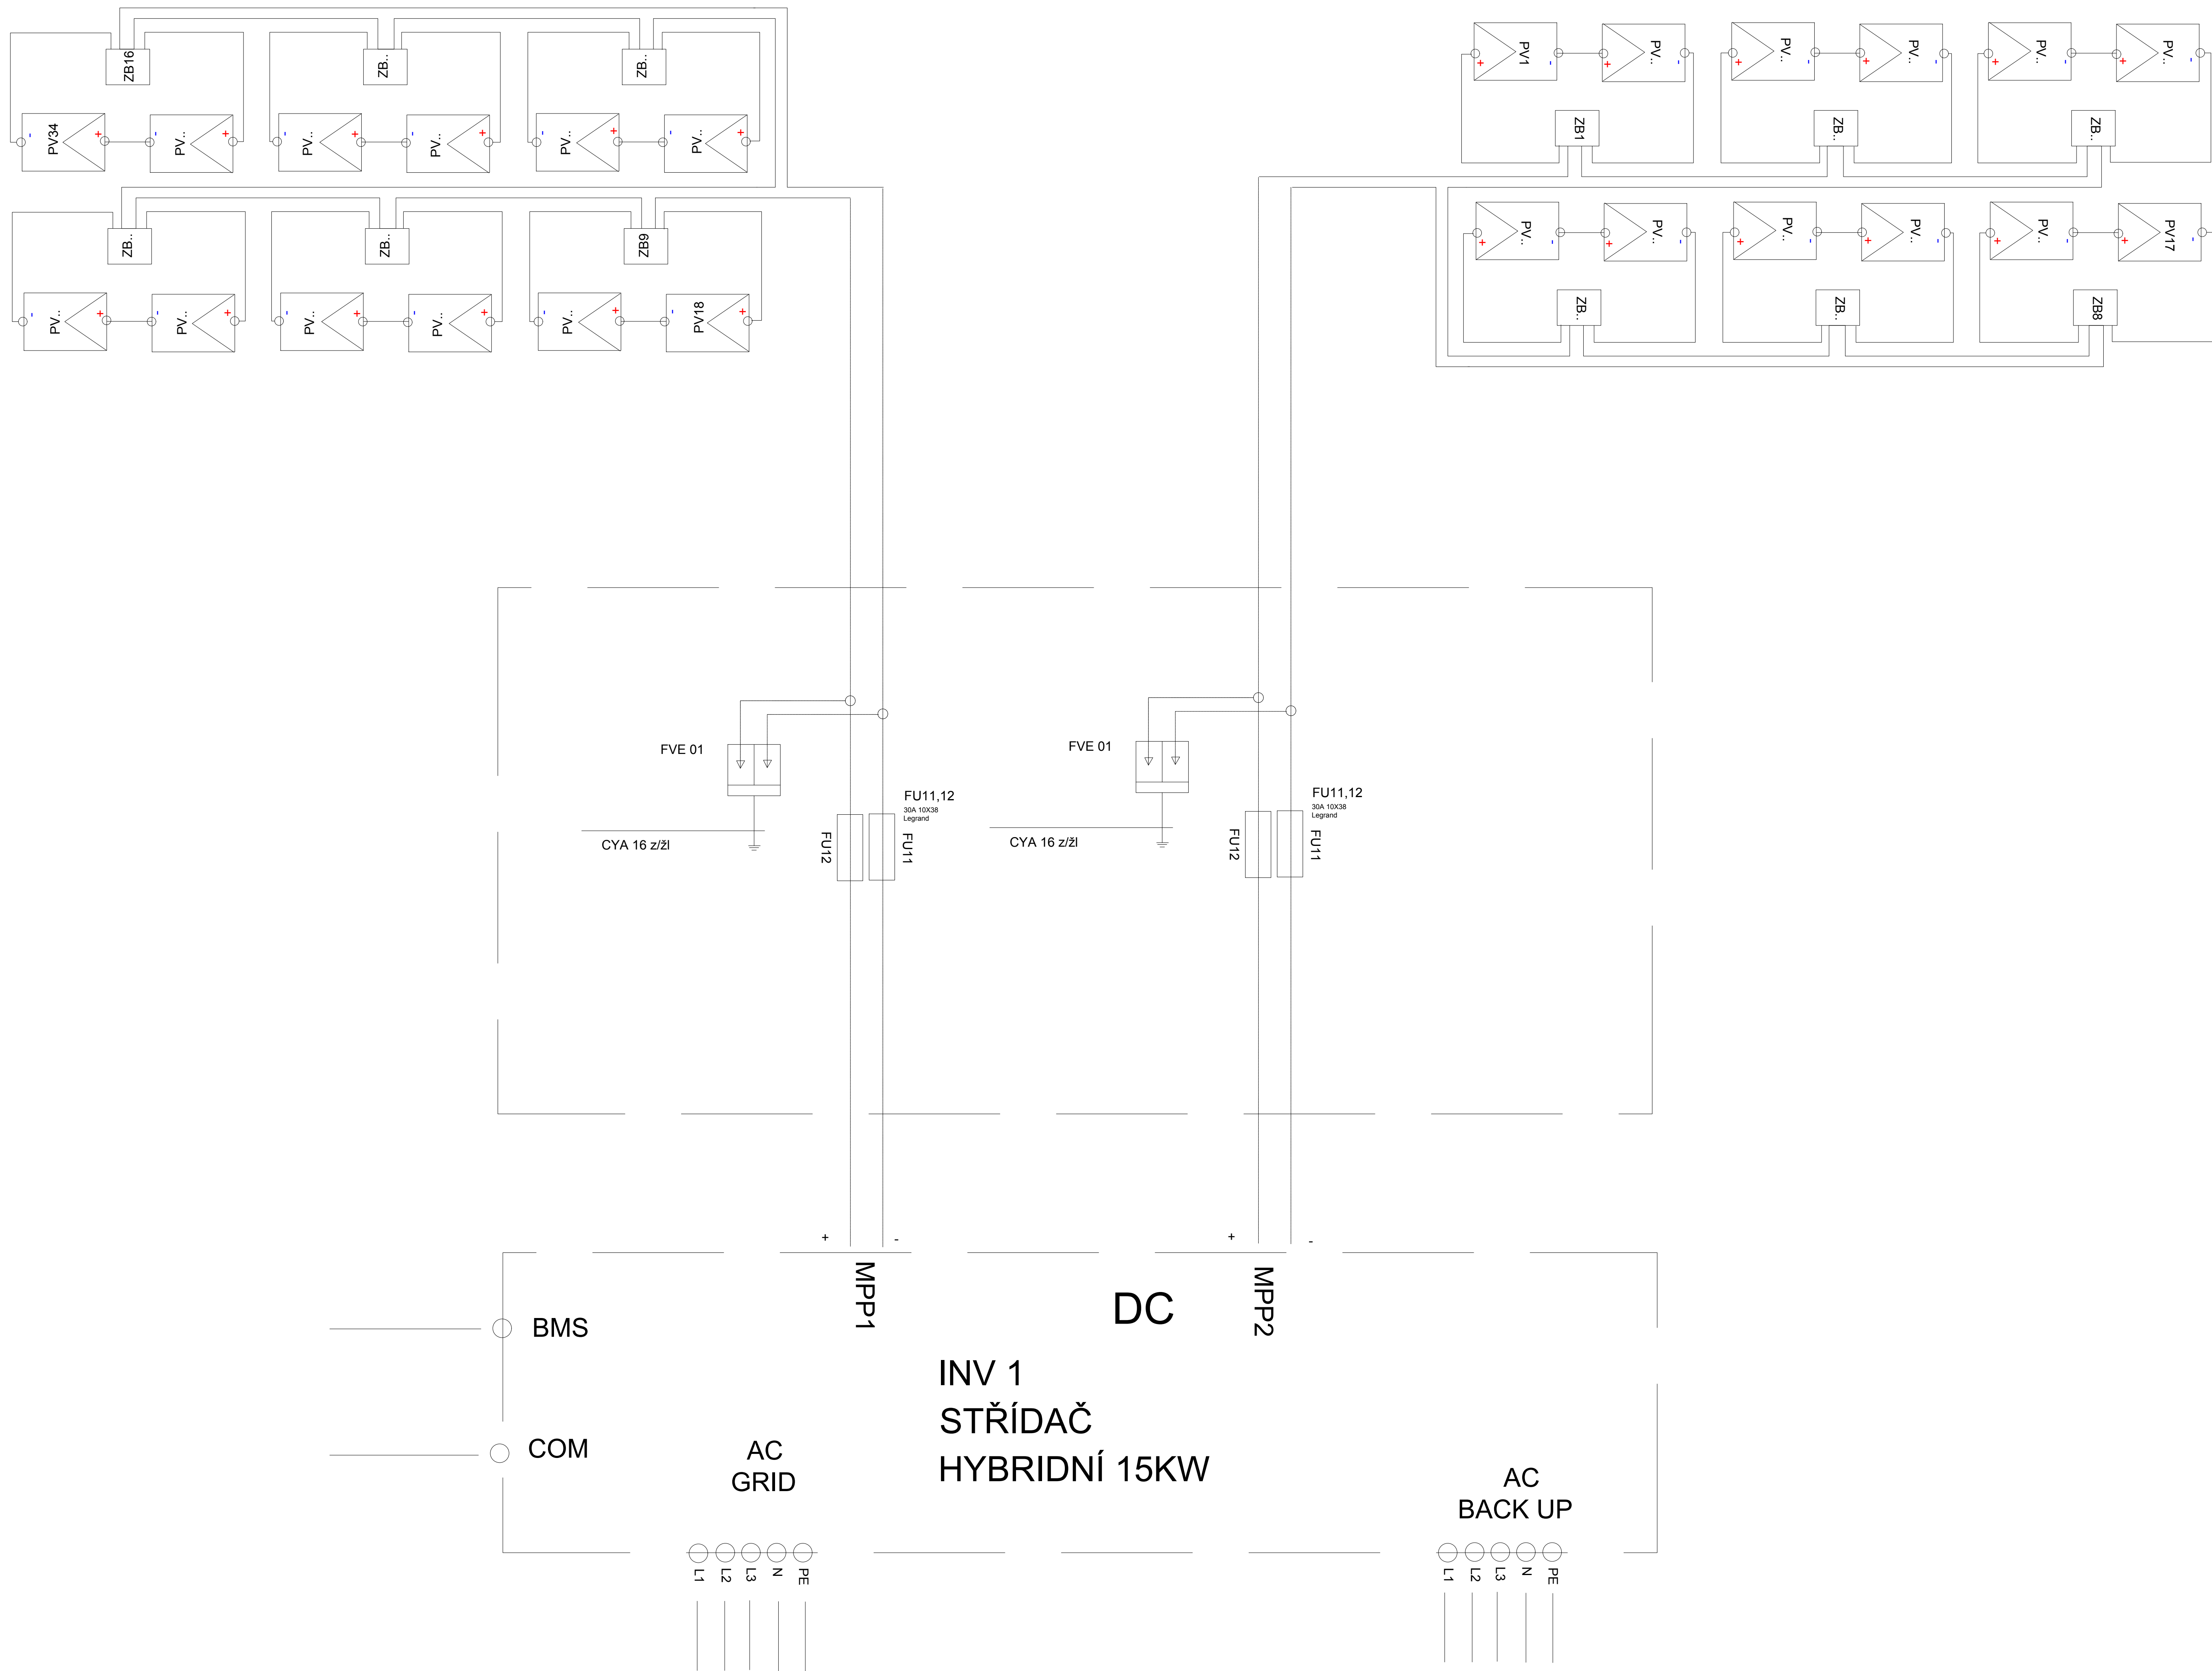 ZB16
ZB..
ZB..
PV34
PV..
PV..
PV..
PV..
PV..
- + - +
- + - +
- + - +
ZB..
ZB..
ZB9
PV..
PV..
PV..
PV..
PV..
PV18
- + - +
- + - +
- + - +
PV1
PV..
PV..
PV..
PV..
PV..
+ - + -
+ - + -
+ - + -
ZB1
ZB..
ZB..
PV..
PV..
PV..
PV..
PV..
PV17
+ - + -
+ - + -
+ - + -
ZB..
ZB..
ZB8
FVE 01
FU11,12
30A 10X38
Legrand
FU12
FU11
CYA 16 z/žl
FVE 01
FU11,12
30A 10X38
Legrand
FU12
FU11
CYA 16 z/žl
+ -
+ -
MPP1
DC
MPP2
BMS
INV 1
STŘÍDAČ
HYBRIDNÍ 15KW
COM
AC
GRID
AC
BACK UP
L1
L2
L3
N
PE
L1
L2
L3
N
PE